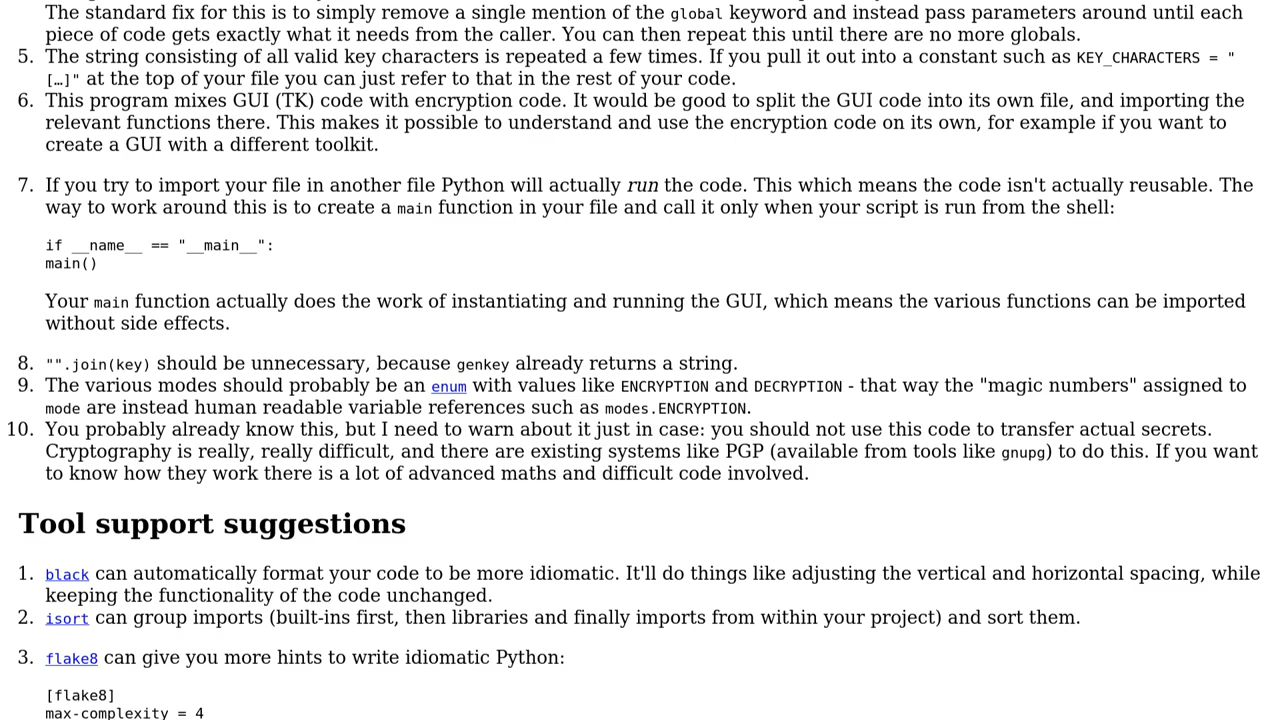 The standard fix for this is to simply remove a single mention of the global keyword and instead pass parameters around until each
piece of code gets exactly what it needs from the caller. You can then repeat this until there are no more globals.
5. The string consisting of all valid key characters is repeated a few times. If you pull it out into a constant such as KEY_CHARACTERS = "
[…]" at the top of your file you can just refer to that in the rest of your code.
6. This program mixes GUI (TK) code with encryption code. It would be good to split the GUI code into its own file, and importing the
relevant functions there. This makes it possible to understand and use the encryption code on its own, for example if you want to
create a GUI with a different toolkit.
7. If you try to import your file in another file Python will actually run the code. This which means the code isn't actually reusable. The
way to work around this is to create a main function in your file and call it only when your script is run from the shell:
if __name__ == "__main__":
main()
Your main function actually does the work of instantiating and running the GUI, which means the various functions can be imported
without side effects.
8. "".join(key) should be unnecessary, because genkey already returns a string.
9. The various modes should probably be an enum with values like ENCRYPTION and DECRYPTION - that way the "magic numbers" assigned to
mode are instead human readable variable references such as modes.ENCRYPTION.
10. You probably already know this, but I need to warn about it just in case: you should not use this code to transfer actual secrets.
Cryptography is really, really difficult, and there are existing systems like PGP (available from tools like gnupg) to do this. If you want
to know how they work there is a lot of advanced maths and difficult code involved.
Tool support suggestions
1. black can automatically format your code to be more idiomatic. It'll do things like adjusting the vertical and horizontal spacing, while
keeping the functionality of the code unchanged.
2. isort can group imports (built-ins first, then libraries and finally imports from within your project) and sort them.
3. flake8 can give you more hints to write idiomatic Python:
[flake8]
max-complexity = 4